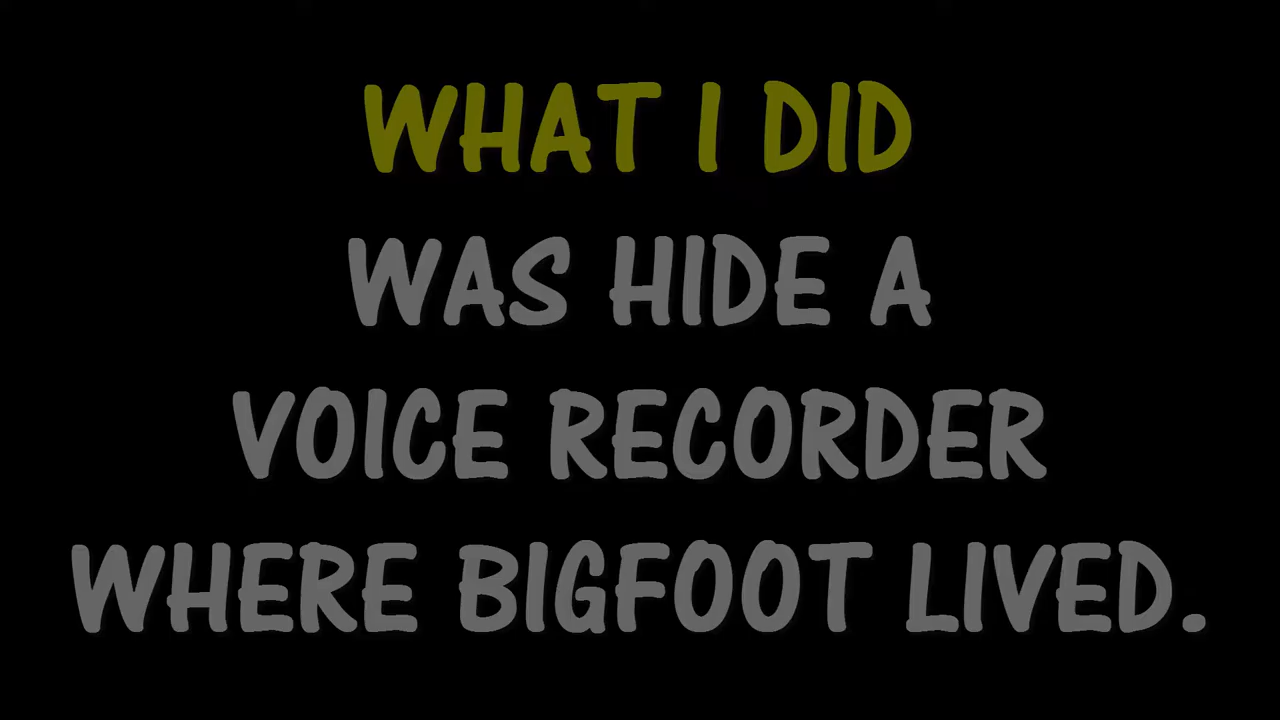 WHAT I DID
WAS HIDE A
VOICE RECORDER
WHERE BIGFOOT LIVED.